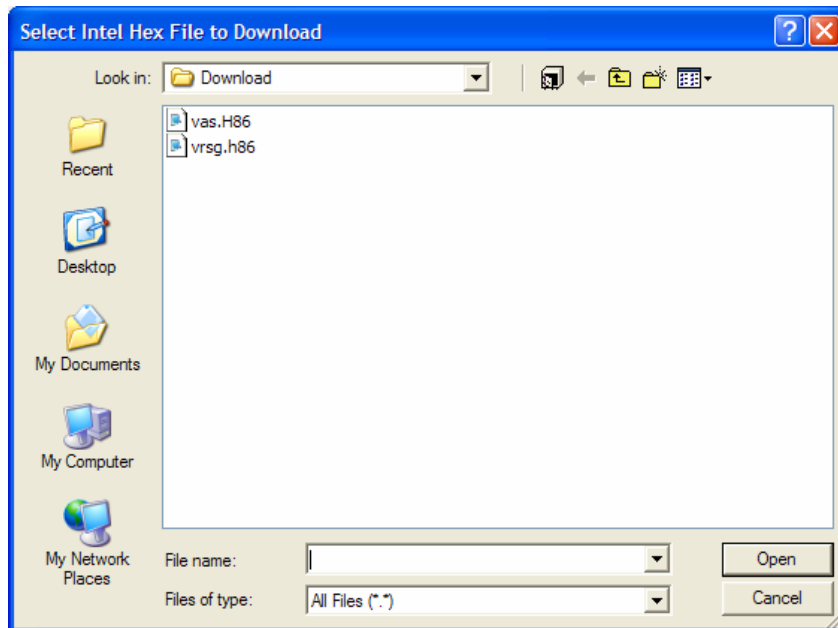 Select Intel Hex File to Download
Look in: Download
vas.H86
vrsg.h86
Recent
Desktop
My Documents
My Computer
My Network
Places
File name:
Open
Files of type: All Files (*.*)
Cancel